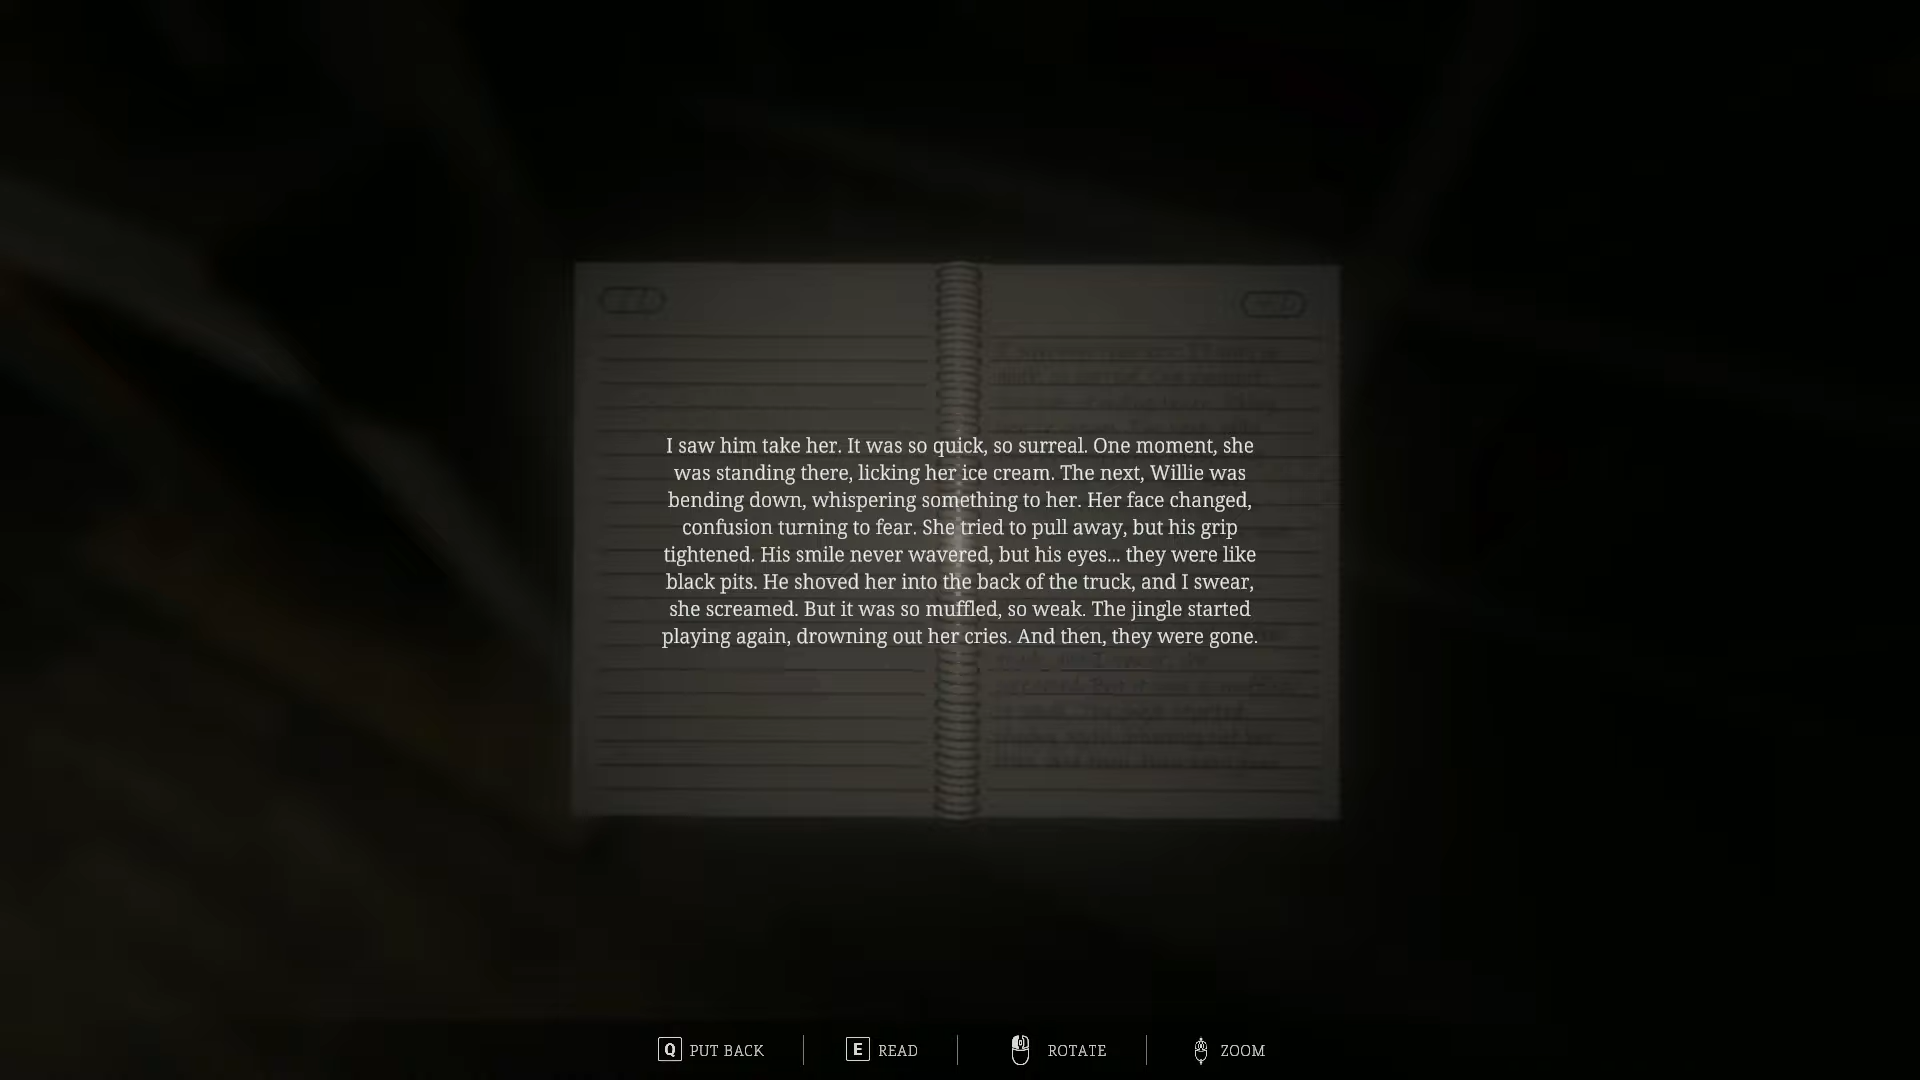 I saw him take her. It was so quick, so surreal. One moment, she
was standing there, licking her ice cream. The next, Willie was
bending down, whispering something to her. Her face changed,
confusion turning to fear. She tried to pull away, but his grip
tightened. His smile never wavered, but his eyes... they were like
black pits. He shoved her into the back of the truck, and I swear,
she screamed. But it was so muffled, so weak. The jingle started
playing again, drowning out her cries. And then, they were gone.
Q PUT BACK
E READ
ROTATE
ZOOM